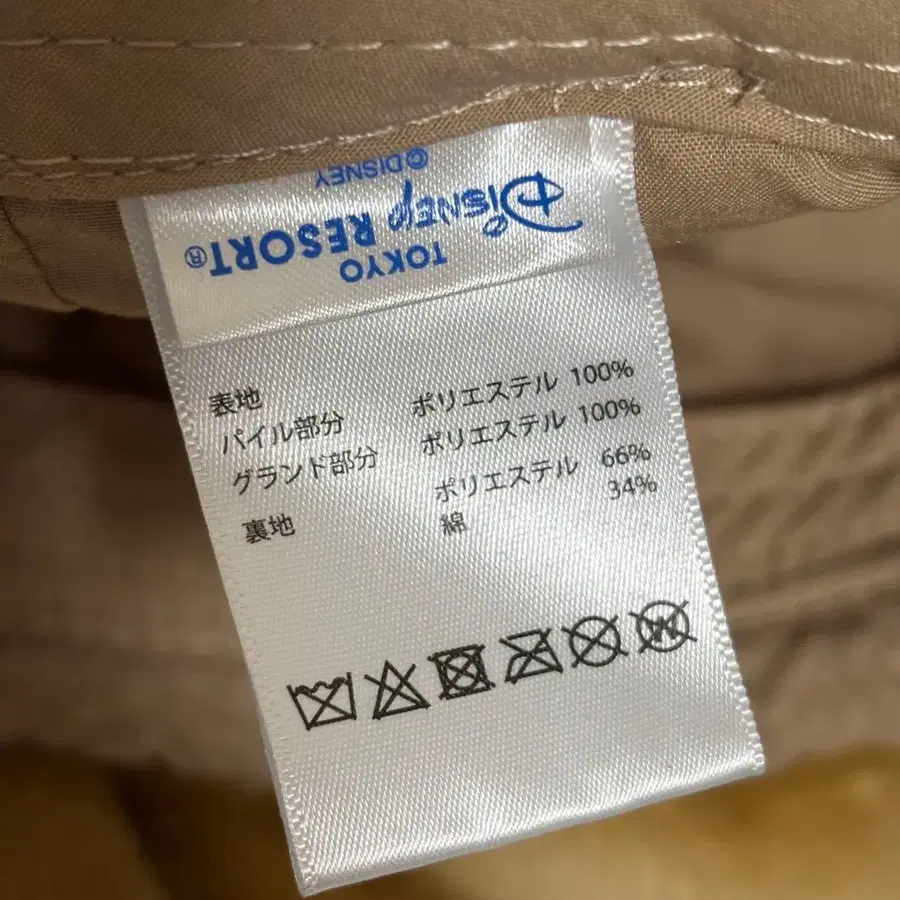 TOKYO
DISNEY RESORT®
©DISNEY
表地
パイル部分 ポリエステル 100%
グランド部分 ポリエステル 100%
裏地 ポリエステル 66%
綿 34%
W